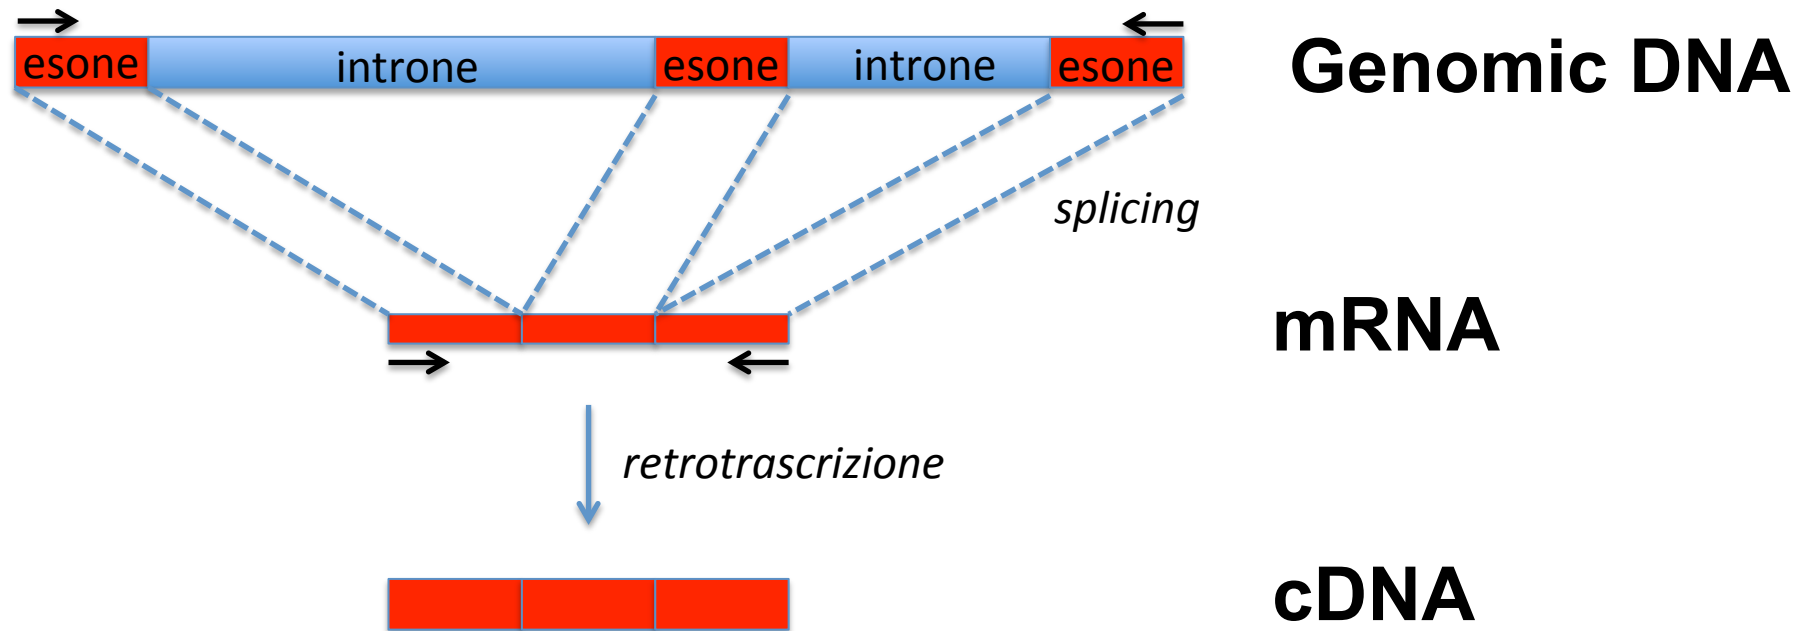 esone introne esone introne esone Genomic DNA
splicing
mRNA
retrotrascrizione
cDNA